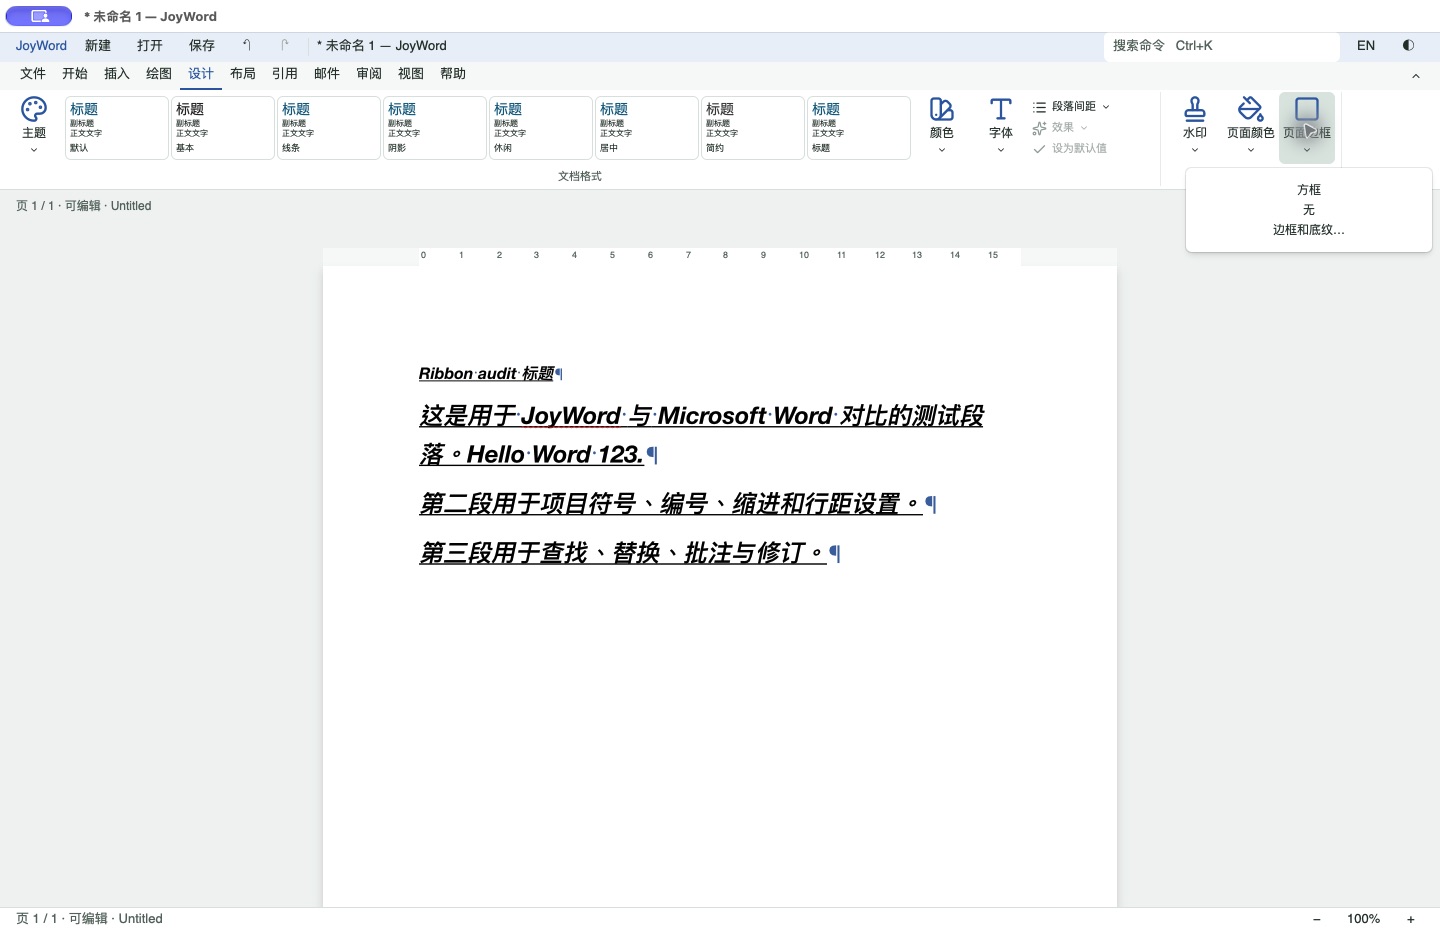 * 未命名 1 — JoyWord
JoyWord 新建 打开 保存 * 未命名 1 — JoyWord 搜索命令 Ctrl+K EN
文件 开始 插入 绘图 设计 布局 引用 邮件 审阅 视图 帮助
主题
标题
副标题
正文文字
默认
标题
副标题
正文文字
基本
标题
副标题
正文文字
线条
标题
副标题
正文文字
阴影
标题
副标题
正文文字
休闲
标题
副标题
正文文字
居中
标题
副标题
正文文字
简约
标题
副标题
正文文字
标题
颜色
字体
段落间距
效果
设为默认值
水印
页面颜色
页面边框
文档格式
方框
无
边框和底纹...
页 1 / 1 · 可编辑 · Untitled
0 1 2 3 4 5 6 7 8 9 10 11 12 13 14 15
Ribbon·audit·标题¶
这是用于·JoyWord·与·Microsoft·Word·对比的测试段
落。Hello·Word·123.¶
第二段用于项目符号、编号、缩进和行距设置。¶
第三段用于查找、替换、批注与修订。¶
页 1 / 1 · 可编辑 · Untitled
− 100% +